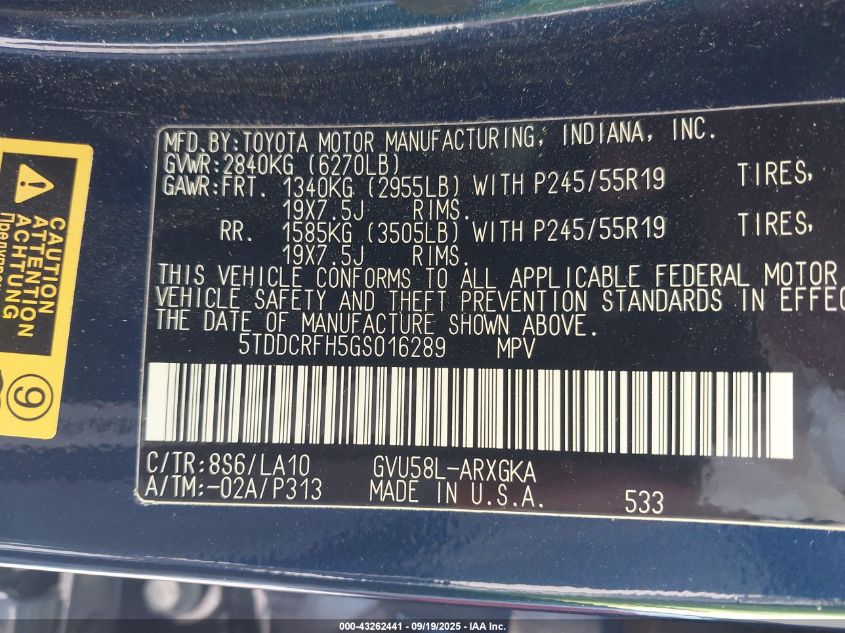 MFD.BY:TOYOTA MOTOR MANUFACTURING, INDIANA, INC.
GVWR:2840KG (6270LB)
GAWR:FRT. 1340KG (2955LB) WITH P245/55R19 TIRES,
19X7.5J RIMS.
RR. 1585KG (3505LB) WITH P245/55R19 TIRES,
19X7.5J RIMS.
THIS VEHICLE CONFORMS TO ALL APPLICABLE FEDERAL MOTOR
VEHICLE SAFETY AND THEFT PREVENTION STANDARDS IN EFFEC
THE DATE OF MANUFACTURE SHOWN ABOVE.
5TDDCRFH5GS016289 MPV
C/TR:8S6/LA10 GVU58L-ARXGKA
A/TM:-02A/P313 MADE IN U.S.A. 533
CAUTION
ATTENTION
ACHTUNG
9
000-43262441 - 09/19/2025 - IAA Inc.